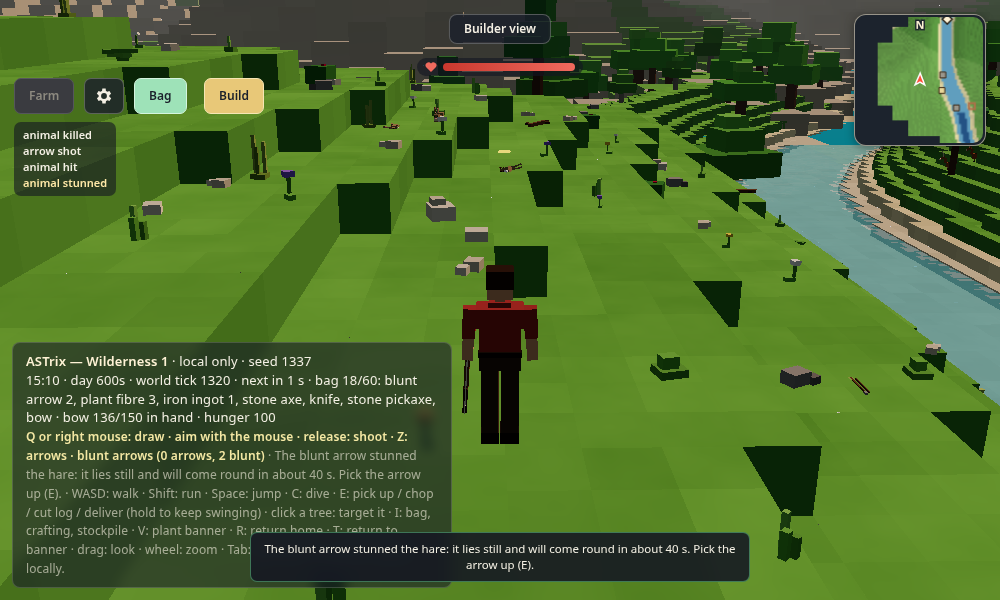 Builder view
N
Farm
Bag
Build
animal killed
arrow shot
animal hit
animal stunned
ASTrix — Wilderness 1 · local only · seed 1337
15:10 · day 600s · world tick 1320 · next in 1 s · bag 18/60: blunt
arrow 2, plant fibre 3, iron ingot 1, stone axe, knife, stone pickaxe,
bow · bow 136/150 in hand · hunger 100
Q or right mouse: draw · aim with the mouse · release: shoot · Z:
arrows · blunt arrows (0 arrows, 2 blunt) · The blunt arrow stunned
the hare: it lies still and will come round in about 40 s. Pick the arrow
up (E). · WASD: walk · Shift: run · Space: jump · C: dive · E: pick up / chop
/ cut log / deliver (hold to keep swinging) · click a tree: target it · I: bag,
crafting, stockpile · V: plant banner · R: return home · T: return to
banner · drag: look · wheel: zoom · Tab:
locally.
The blunt arrow stunned the hare: it lies still and will come round in about 40 s. Pick the
arrow up (E).